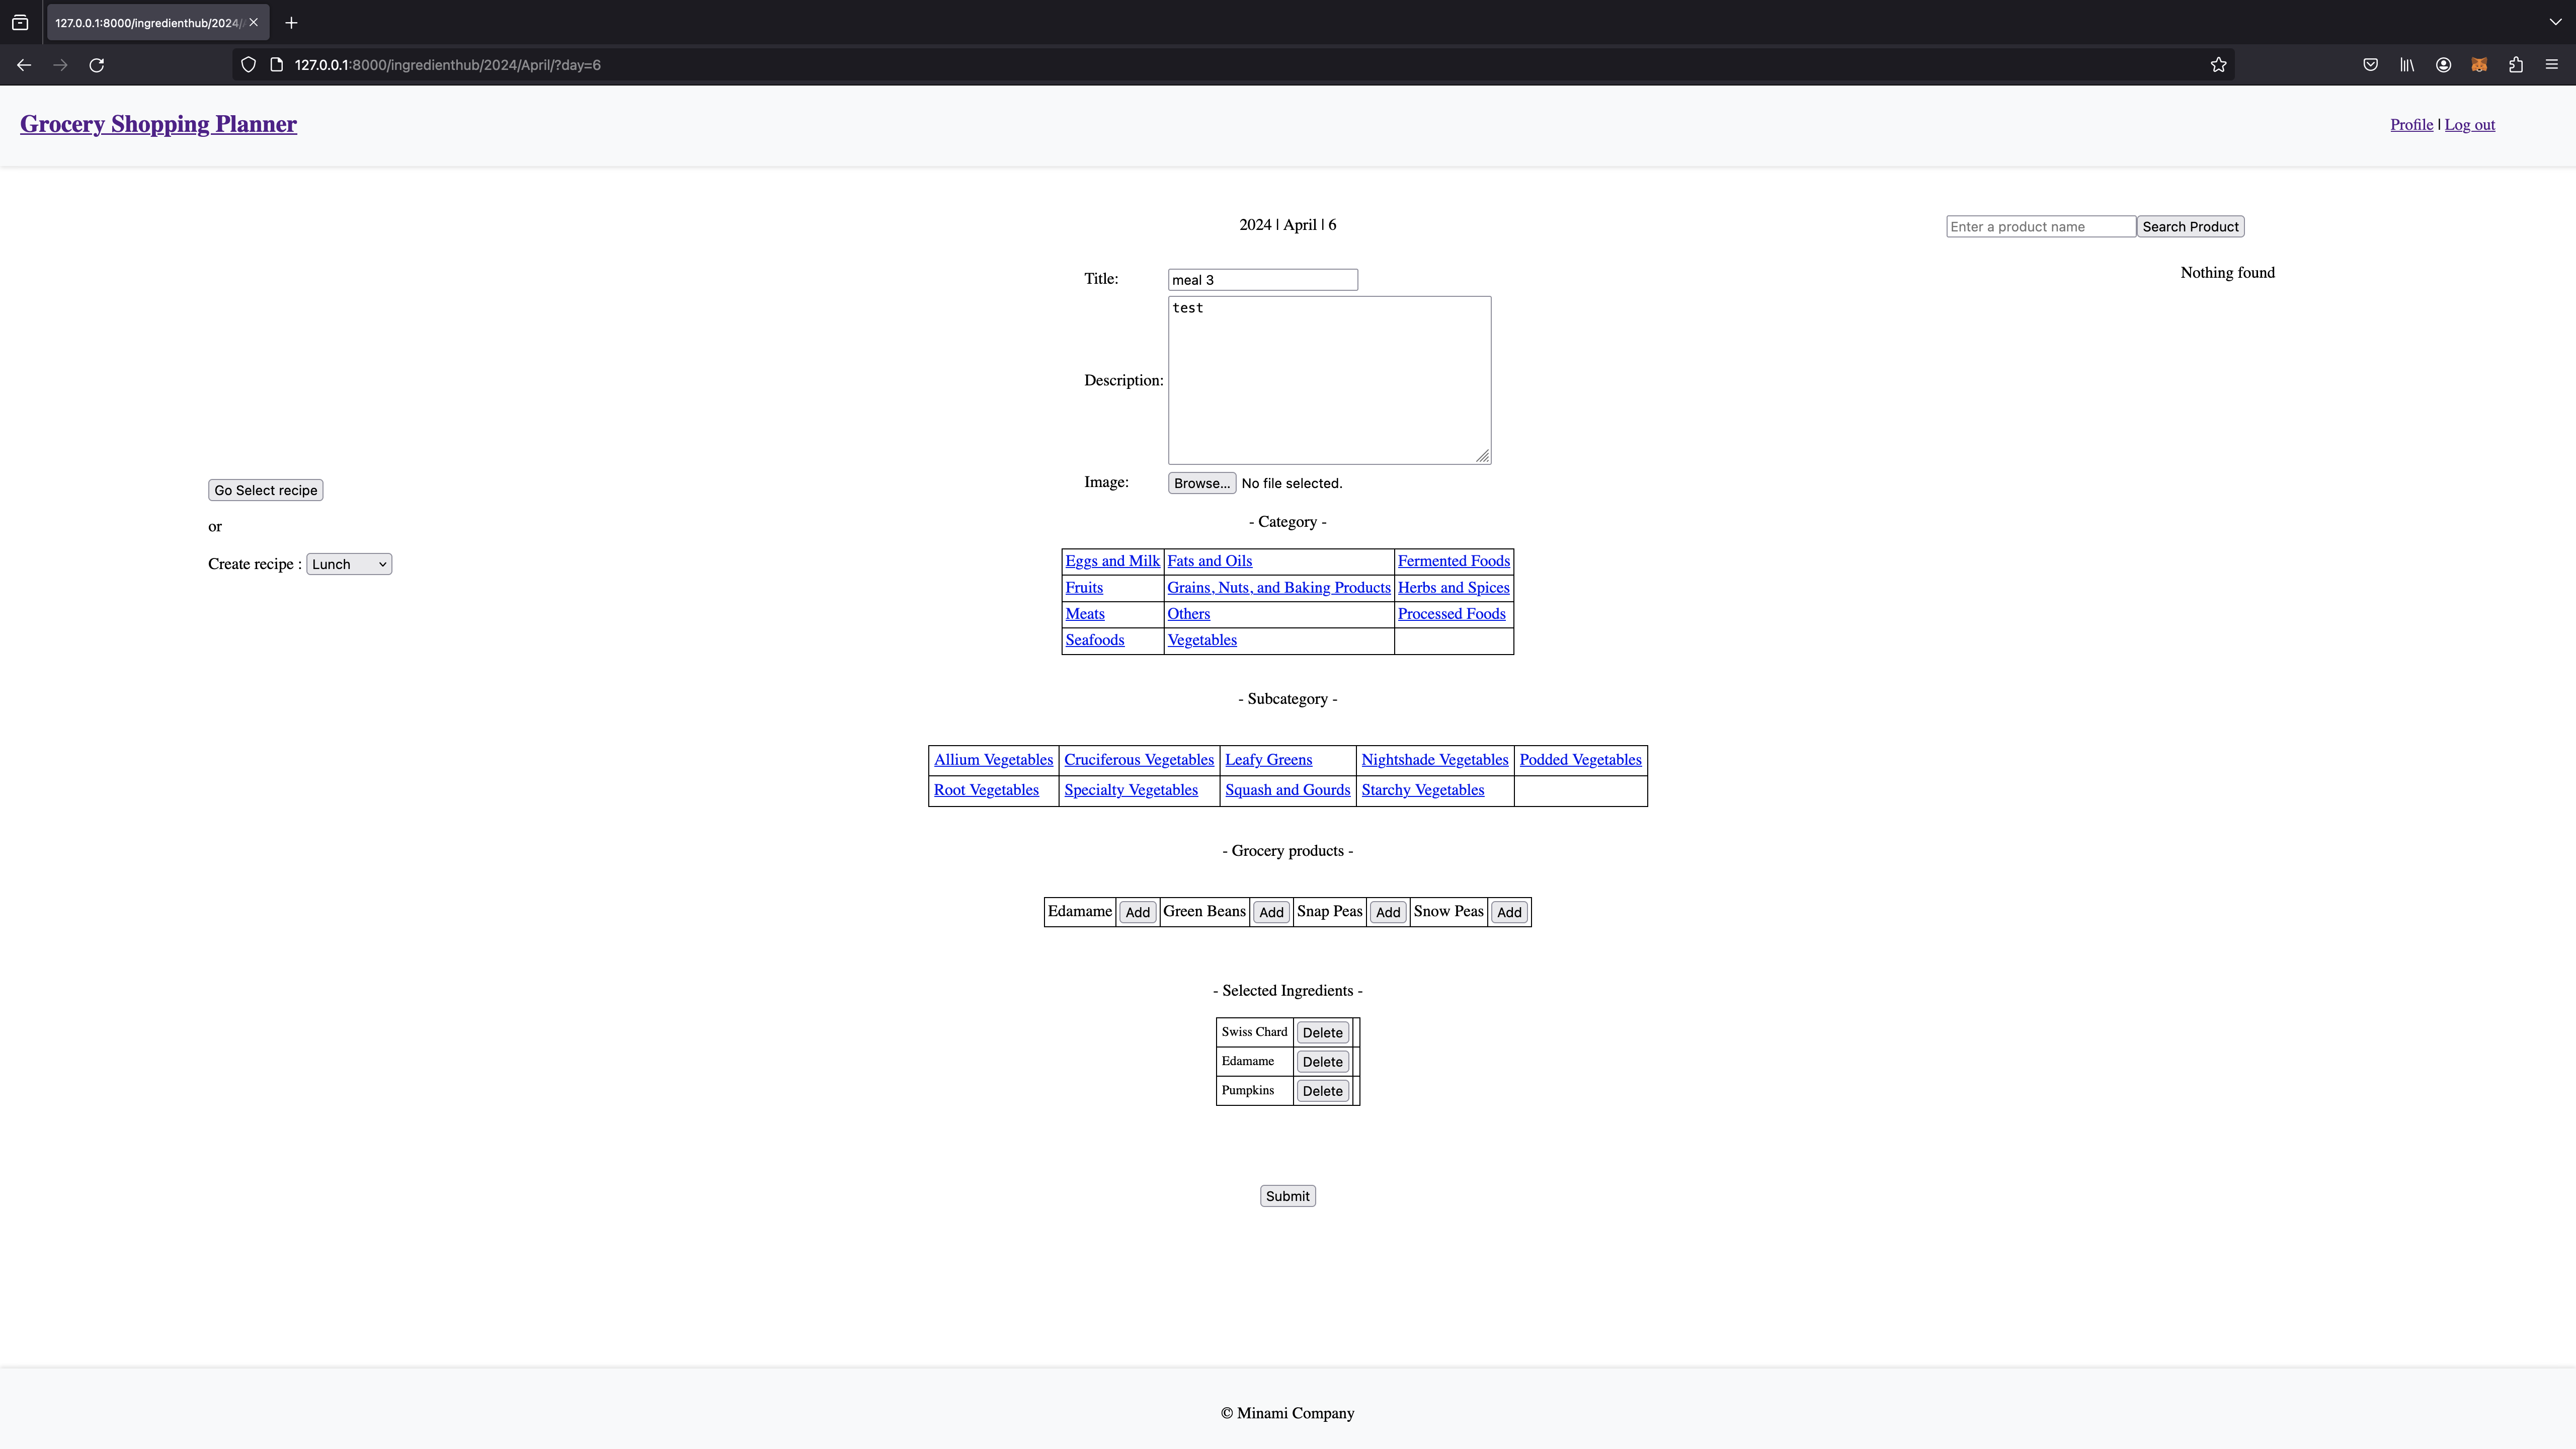 127.0.0.1:8000/ingredienthub/2024/
127.0.0.1:8000/ingredienthub/2024/April/?day=6
Grocery Shopping Planner
Profile | Log out
2024 | April | 6
Enter a product name Search Product
Nothing found
Title: meal 3
Description: test
Image: Browse... No file selected.
Go Select recipe
or
Create recipe : Lunch
- Category -
Eggs and Milk Fats and Oils Fermented Foods
Fruits Grains, Nuts, and Baking Products Herbs and Spices
Meats Others Processed Foods
Seafoods Vegetables
- Subcategory -
Allium Vegetables Cruciferous Vegetables Leafy Greens Nightshade Vegetables Podded Vegetables
Root Vegetables Specialty Vegetables Squash and Gourds Starchy Vegetables
- Grocery products -
Edamame Add Green Beans Add Snap Peas Add Snow Peas Add
- Selected Ingredients -
Swiss Chard Delete
Edamame Delete
Pumpkins Delete
Submit
© Minami Company